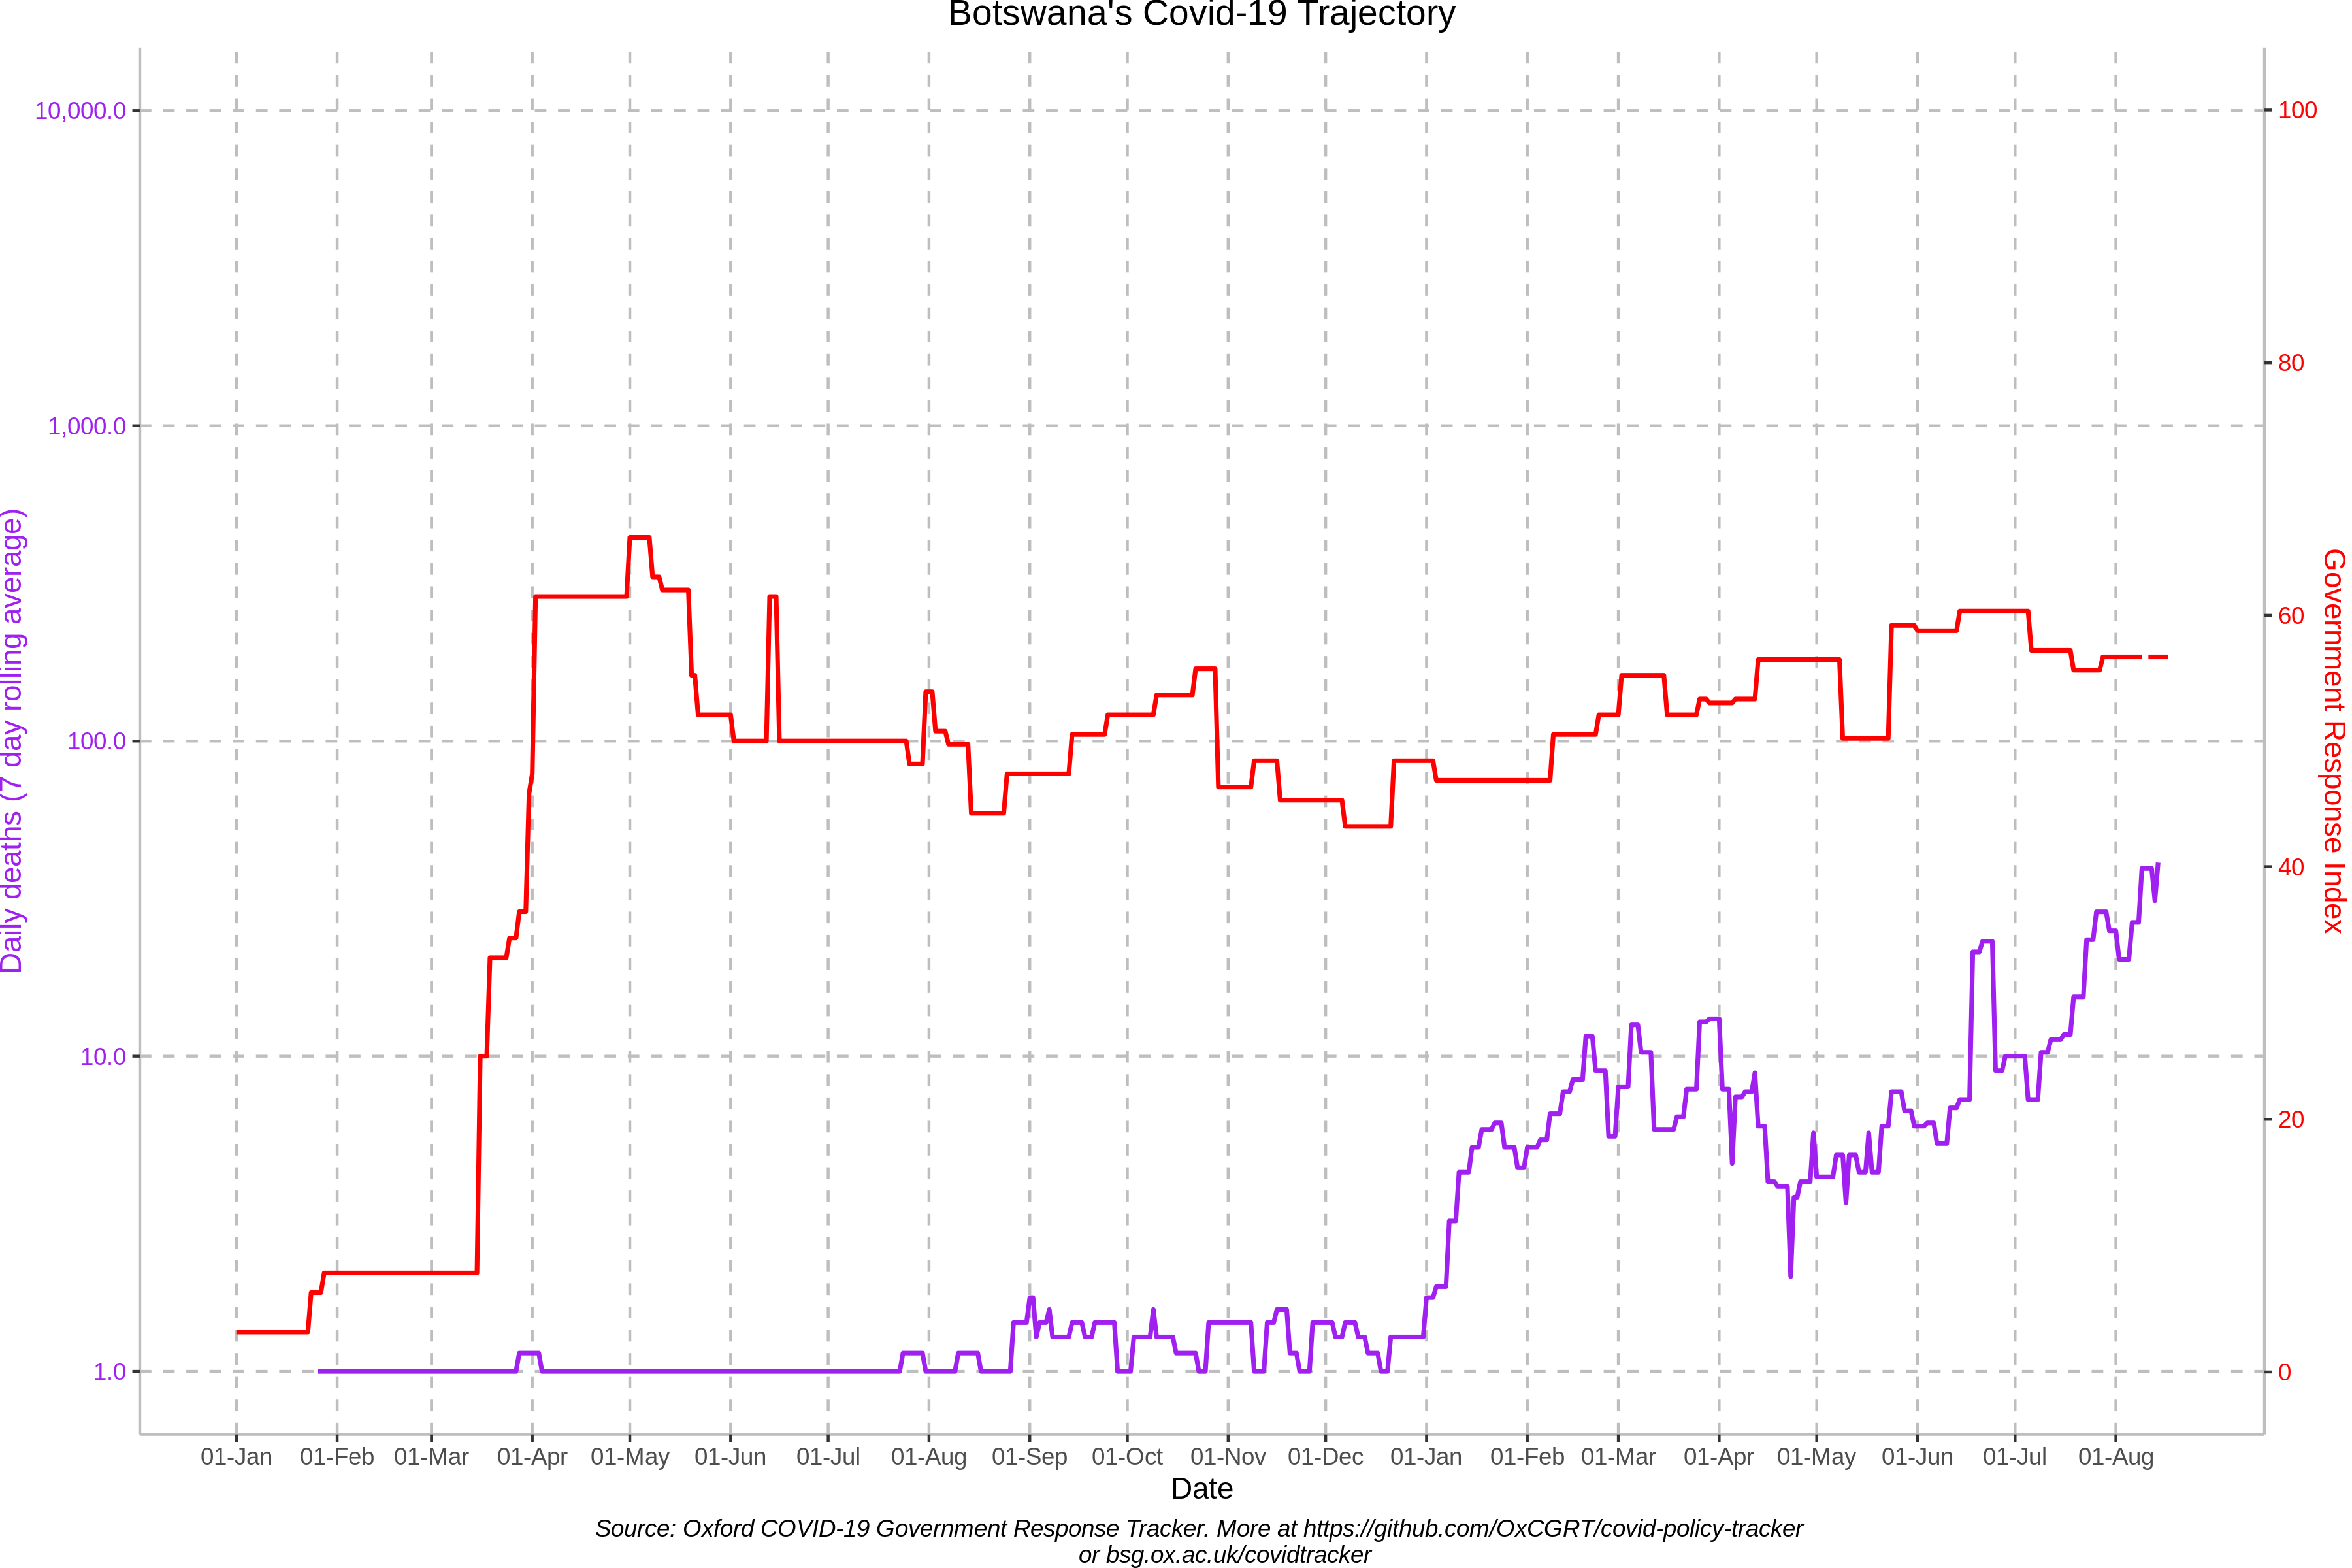 Botswana's Covid-19 Trajectory
10,000.0
1,000.0
100.0
10.0
1.0
Daily deaths (7 day rolling average)
100
80
60
40
20
0
Government Response Index
01-Jan 01-Feb 01-Mar 01-Apr 01-May 01-Jun 01-Jul 01-Aug 01-Sep 01-Oct 01-Nov 01-Dec 01-Jan 01-Feb 01-Mar 01-Apr 01-May 01-Jun 01-Jul 01-Aug
Date
Source: Oxford COVID-19 Government Response Tracker. More at https://github.com/OxCGRT/covid-policy-tracker
or bsg.ox.ac.uk/covidtracker